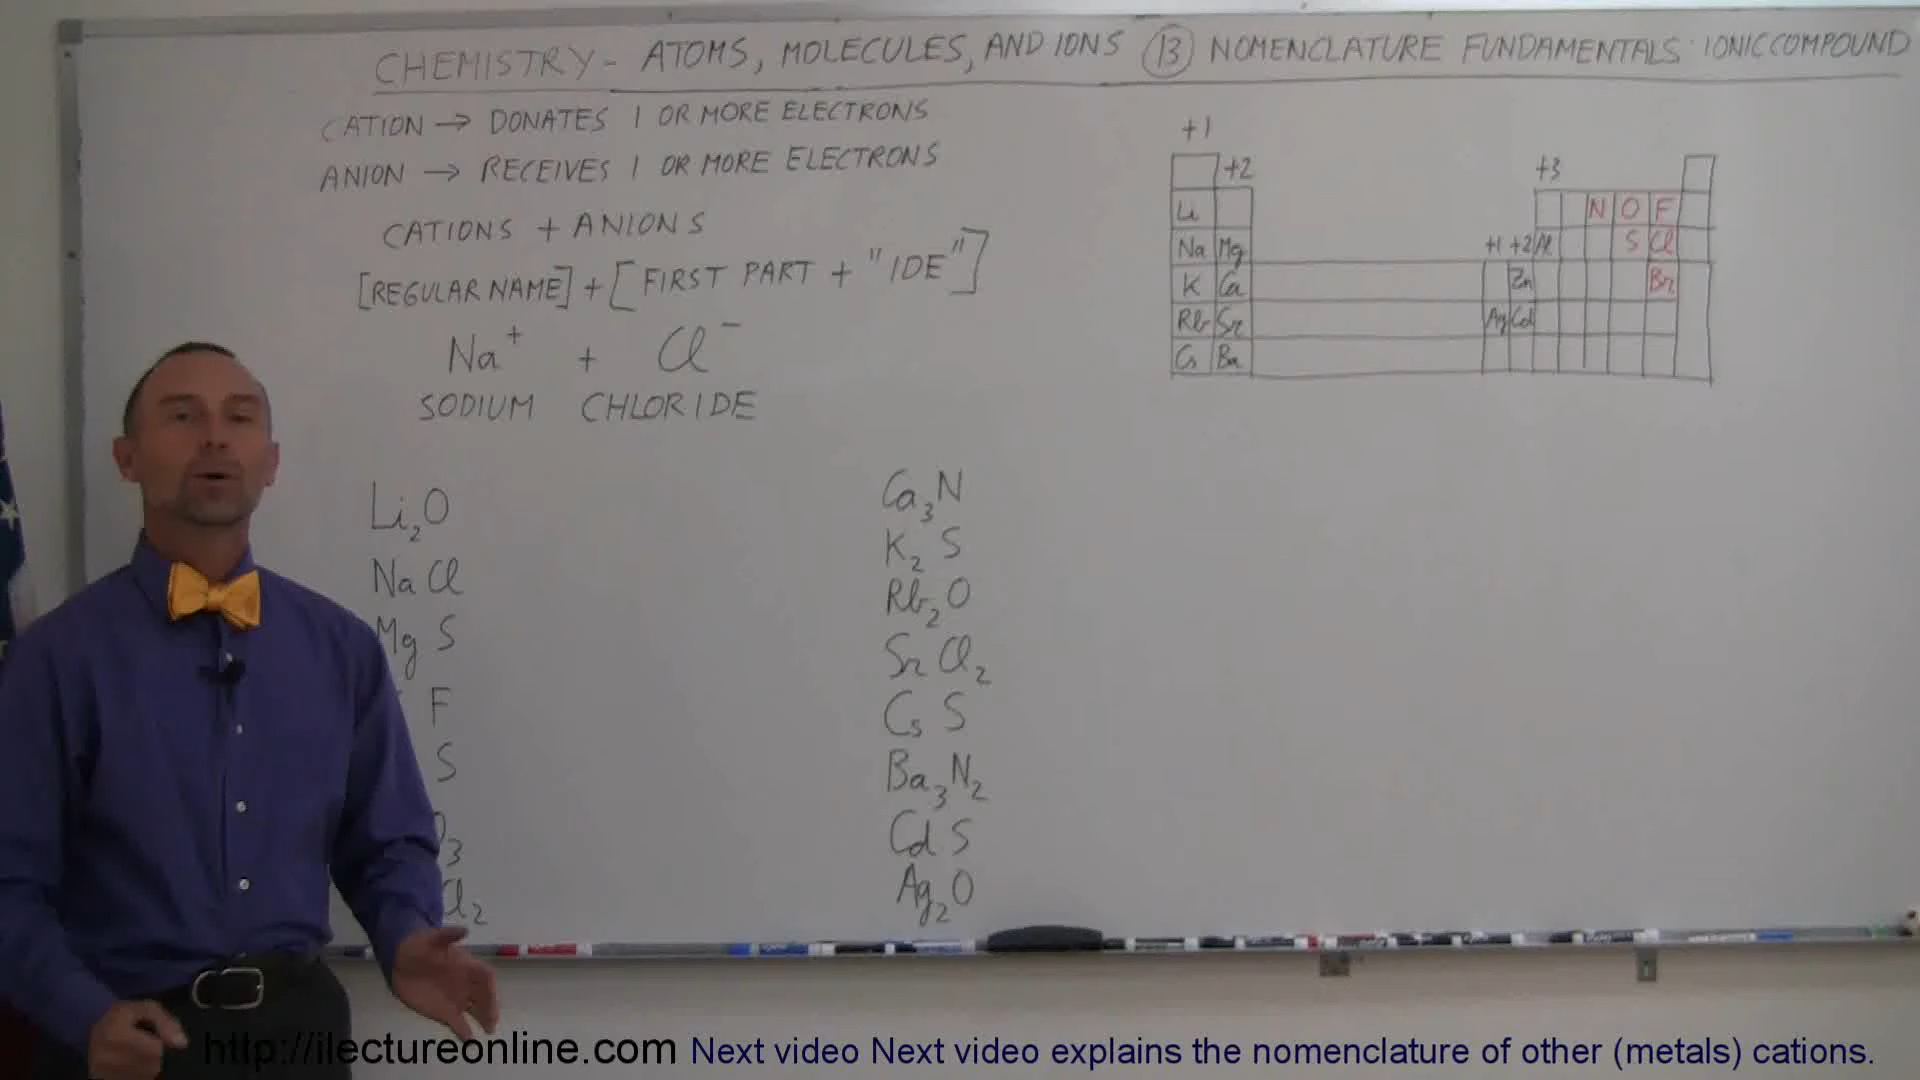 CHEMISTRY - ATOMS, MOLECULES, AND IONS (13) NOMENCLATURE FUNDAMENTALS: IONIC COMPOUND
CATION → DONATES 1 OR MORE ELECTRONS
ANION → RECEIVES 1 OR MORE ELECTRONS
CATIONS + ANIONS
[REGULAR NAME] + [FIRST PART + "IDE"]
Na⁺ + Cl⁻
SODIUM CHLORIDE
Li₂O
NaCl
MgS
F
S
O₃
Cl₂
Ca₃N
K₂S
Rb₂O
SrCl₂
CsS
Ba₃N₂
CdS
Ag₂O
+1
+2 +3
Li N O F
Na Mg +1 +2 Al S Cl
K Ca Zn Br
Rb Sr Ag Cd
Cs Ba
http://ilectureonline.com Next video Next video explains the nomenclature of other (metals) cations.